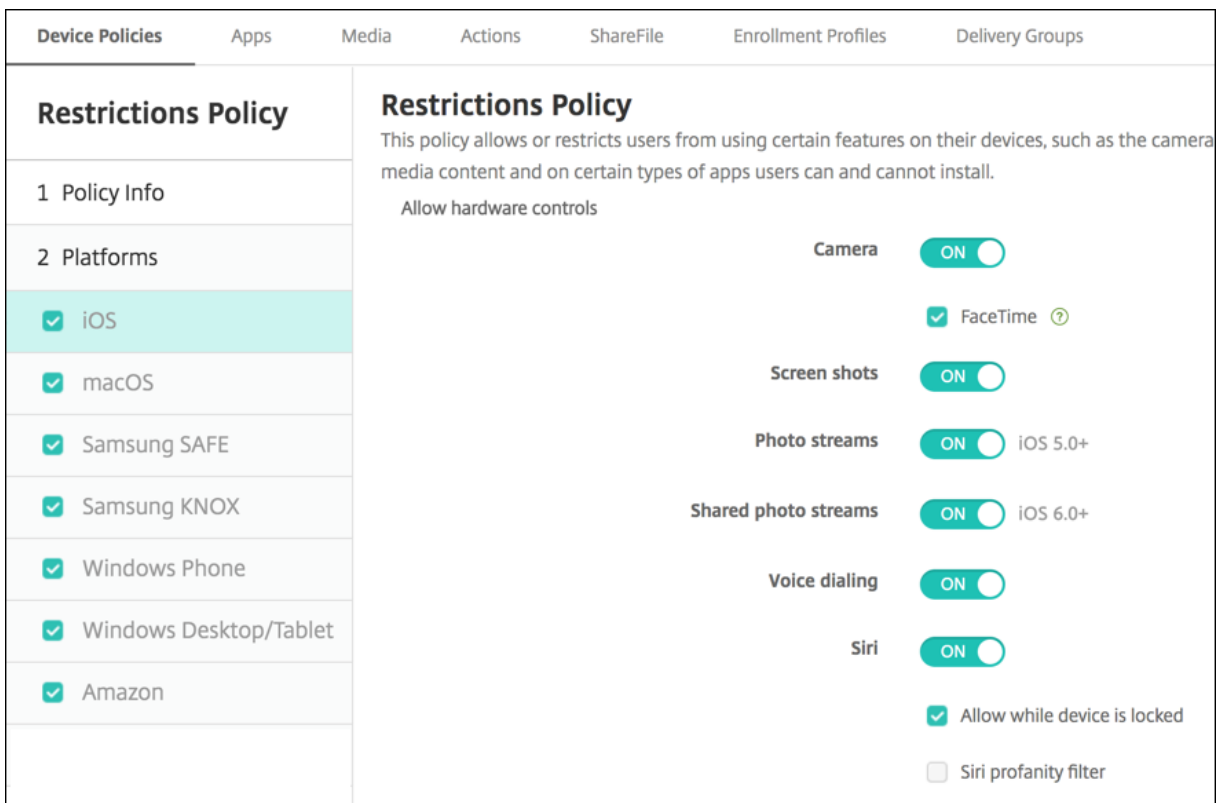 Device Policies Apps Media Actions ShareFile Enrollment Profiles Delivery Groups
Restrictions Policy
1 Policy Info
2 Platforms
iOS
macOS
Samsung SAFE
Samsung KNOX
Windows Phone
Windows Desktop/Tablet
Amazon
Restrictions Policy
This policy allows or restricts users from using certain features on their devices, such as the camera
media content and on certain types of apps users can and cannot install.
Allow hardware controls
Camera ON
FaceTime ?
Screen shots ON
Photo streams ON iOS 5.0+
Shared photo streams ON iOS 6.0+
Voice dialing ON
Siri ON
Allow while device is locked
Siri profanity filter